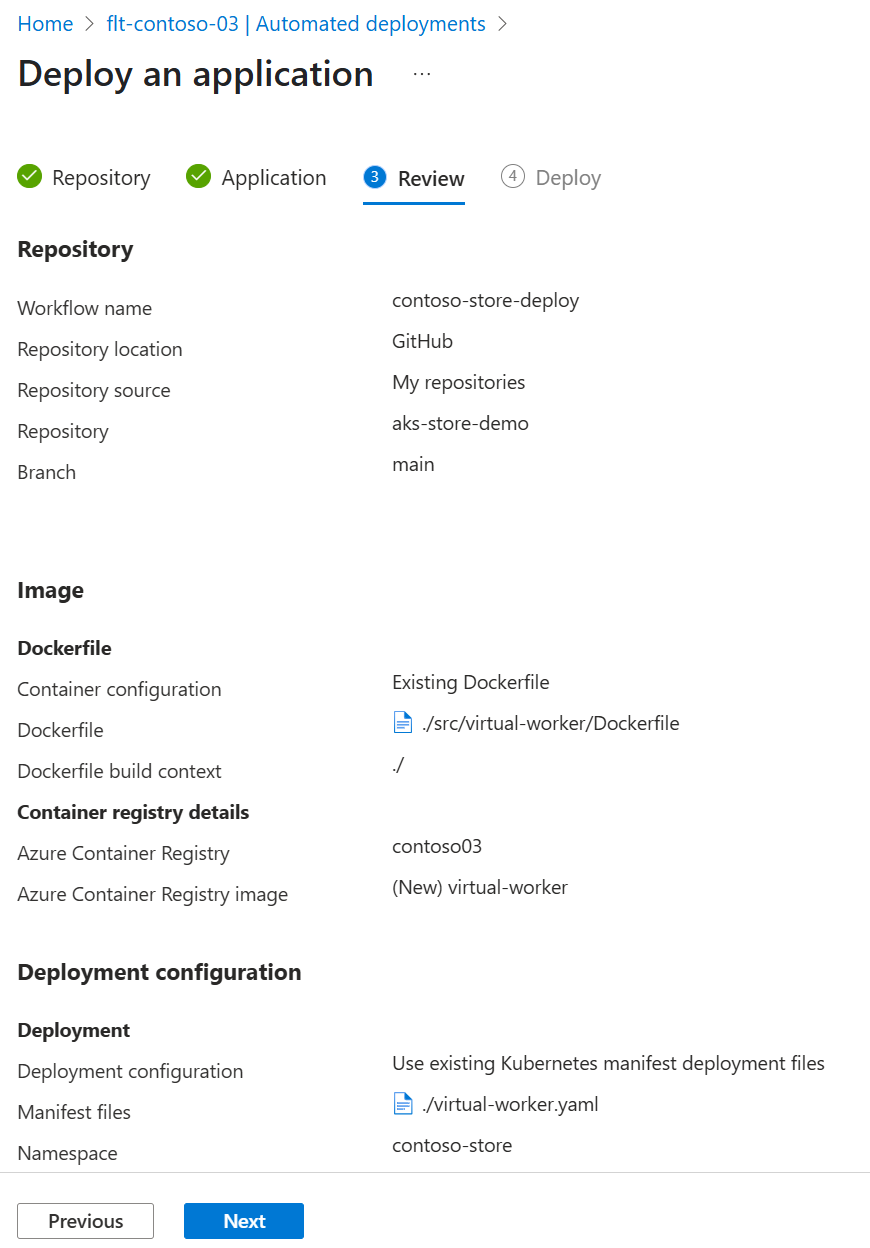 Home > flt-contoso-03 | Automated deployments >
Deploy an application ...
Repository Application 3 Review 4 Deploy
Repository
Workflow name contoso-store-deploy
Repository location GitHub
Repository source My repositories
Repository aks-store-demo
Branch main
Image
Dockerfile
Container configuration Existing Dockerfile
Dockerfile ./src/virtual-worker/Dockerfile
Dockerfile build context ./
Container registry details
Azure Container Registry contoso03
Azure Container Registry image (New) virtual-worker
Deployment configuration
Deployment
Deployment configuration Use existing Kubernetes manifest deployment files
Manifest files ./virtual-worker.yaml
Namespace contoso-store
Previous Next